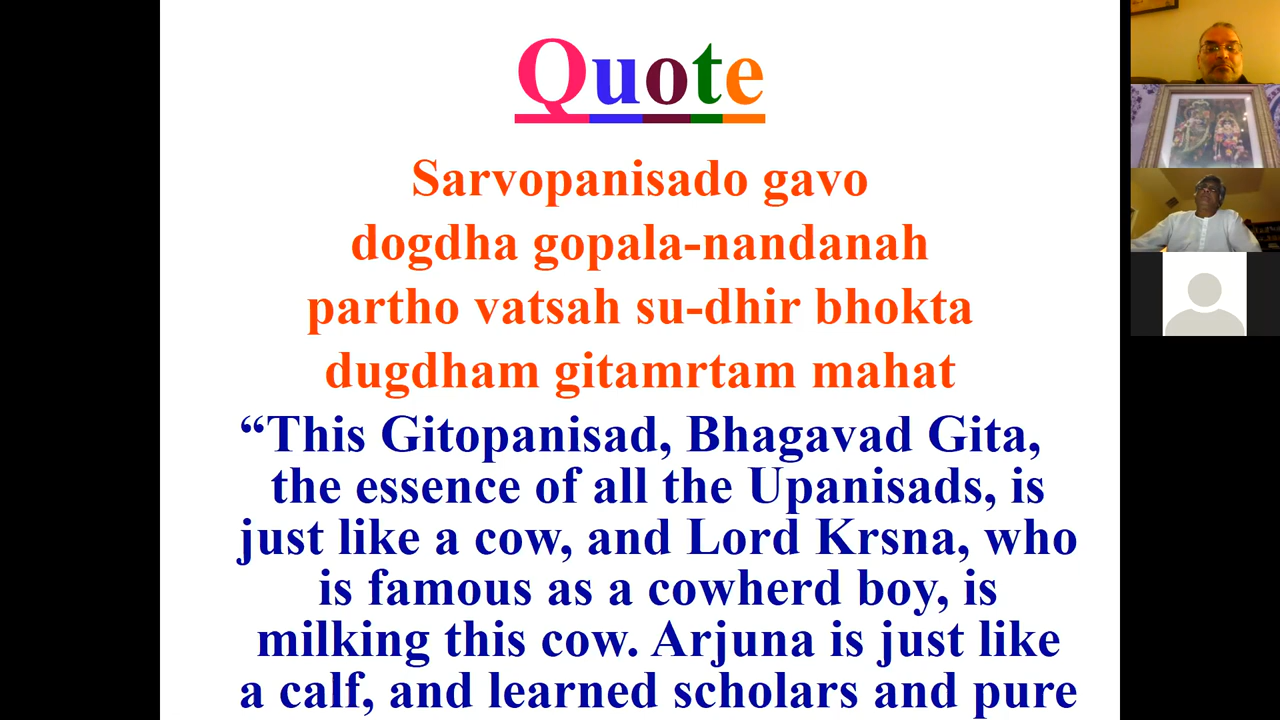 Quote
Sarvopanisado gavo
dogdha gopala-nandanah
partho vatsah su-dhir bhokta
dugdham gitamrtam mahat
“This Gitopanisad, Bhagavad Gita,
the essence of all the Upanisads, is
just like a cow, and Lord Krsna, who
is famous as a cowherd boy, is
milking this cow. Arjuna is just like
a calf, and learned scholars and pure